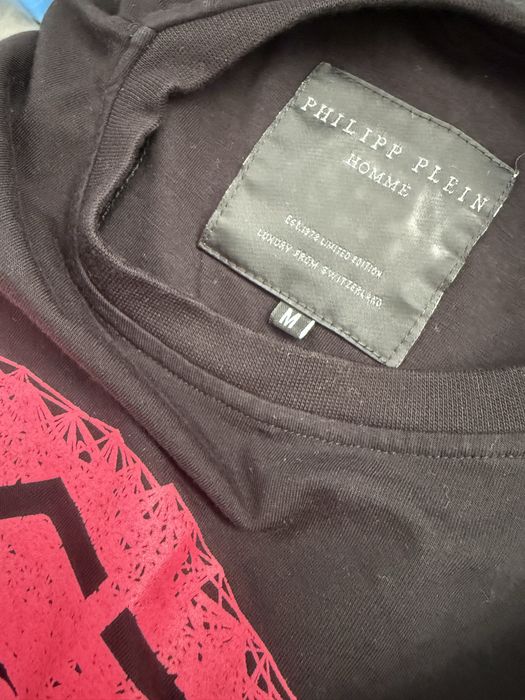 PHILIPP PLEIN
HOMME
EST.1978 LIMITED EDITION
LUXURY FROM SWITZERLAND
M